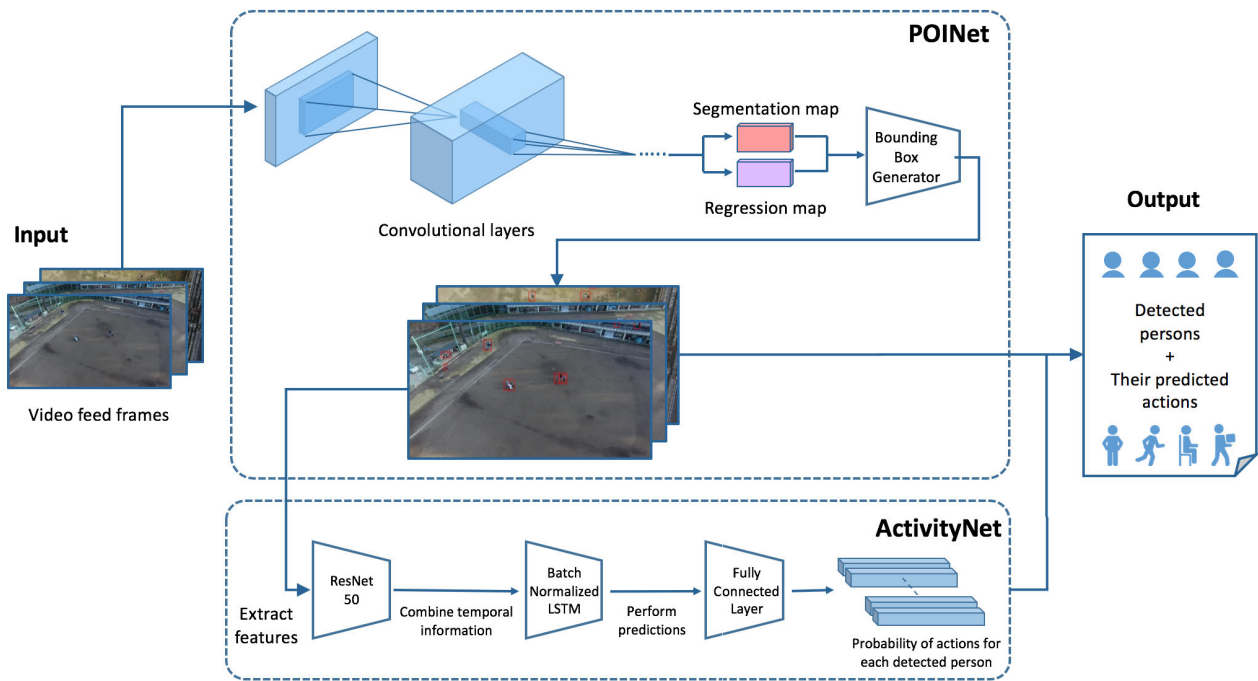 POINet
Segmentation map
Bounding
Box
Generator
Regression map
Convolutional layers
Input
Video feed frames
Output
Detected
persons
+
Their predicted
actions
ActivityNet
Extract
features
ResNet
50
Combine temporal
information
Batch
Normalized
LSTM
Perform
predictions
Fully
Connected
Layer
Probability of actions for
each detected person